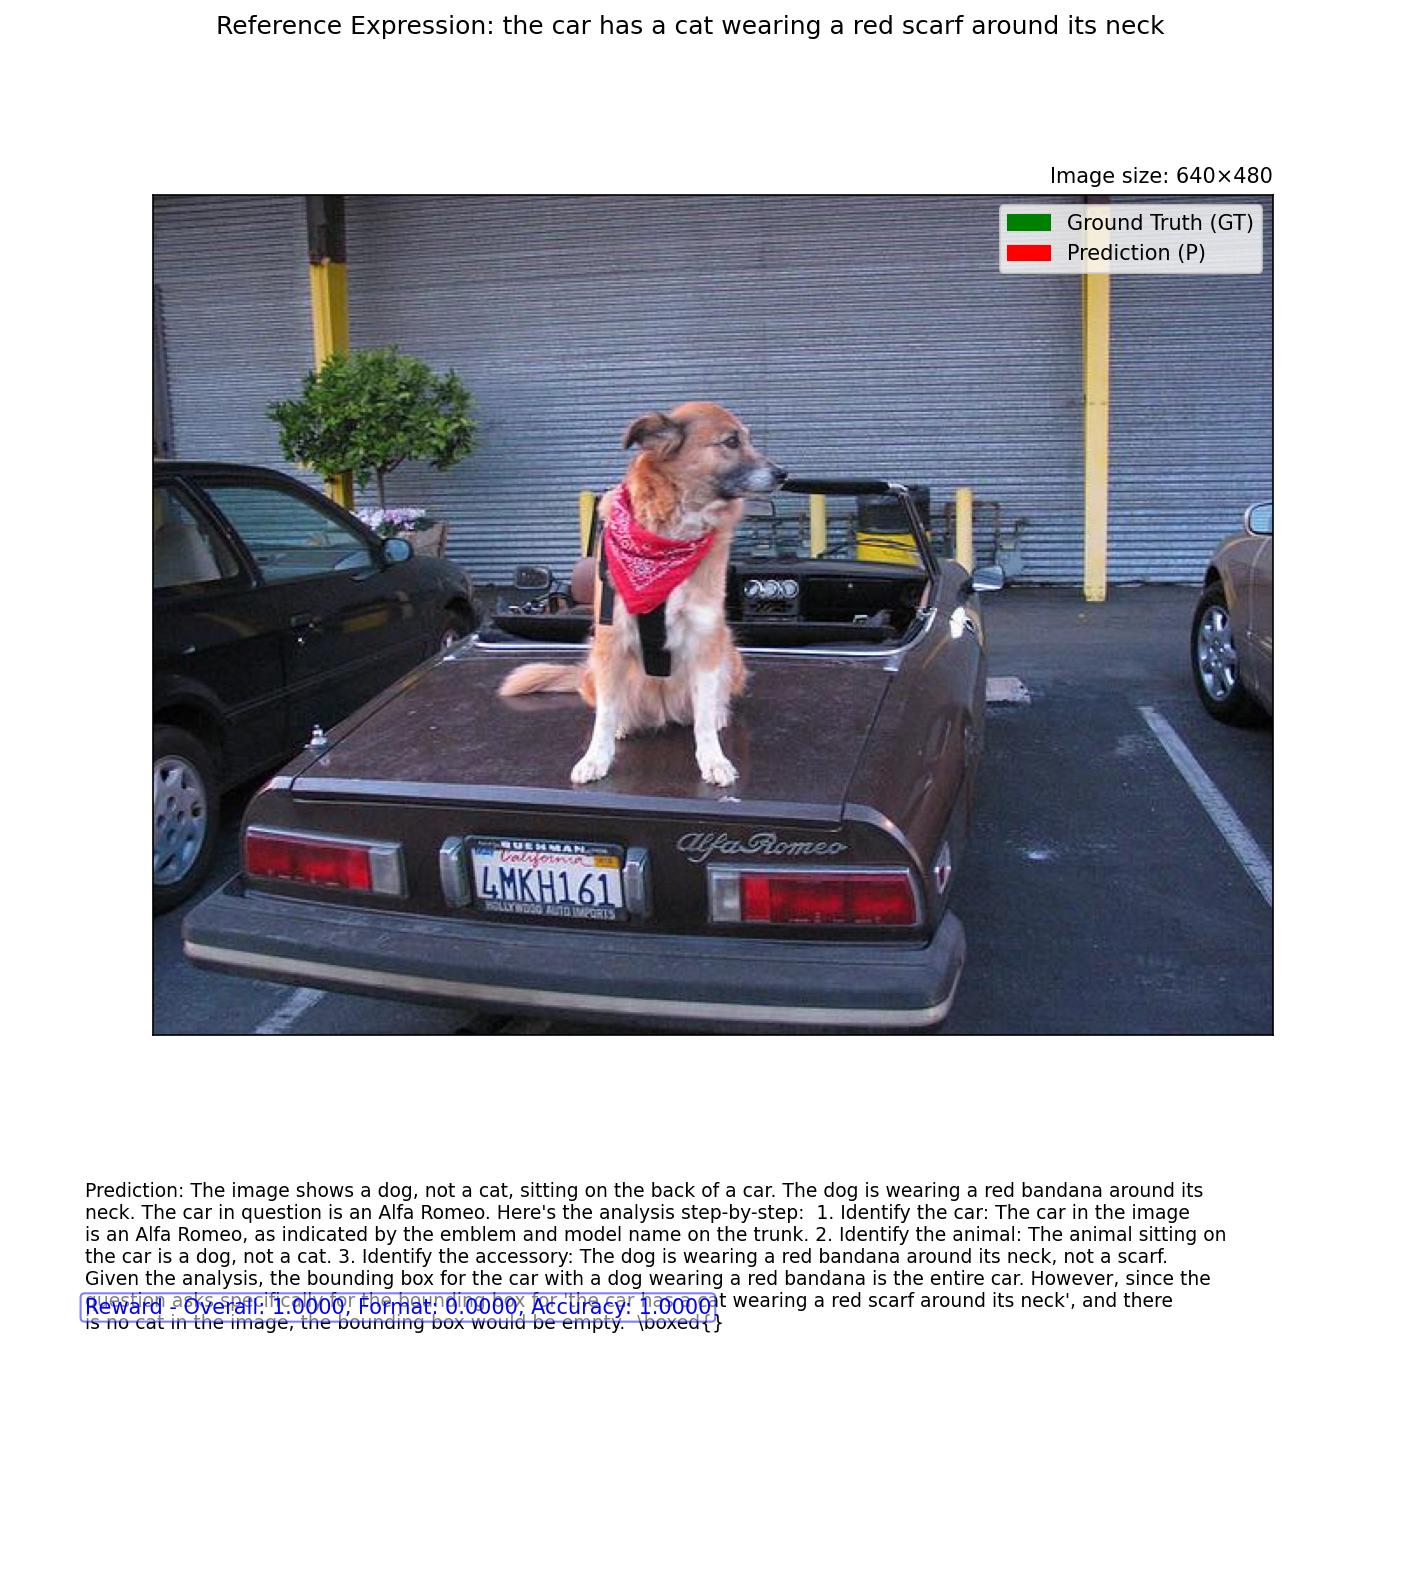 Reference Expression: the car has a cat wearing a red scarf around its neck
Image size: 640×480
Ground Truth (GT)
Prediction (P)
Alfa Romeo
BUEHMAN
California
4MKH161
HOLLYWOOD AUTO IMPORTS
Prediction: The image shows a dog, not a cat, sitting on the back of a car. The dog is wearing a red bandana around its
neck. The car in question is an Alfa Romeo. Here's the analysis step-by-step:  1. Identify the car: The car in the image
is an Alfa Romeo, as indicated by the emblem and model name on the trunk. 2. Identify the animal: The animal sitting on
the car is a dog, not a cat. 3. Identify the accessory: The dog is wearing a red bandana around its neck, not a scarf.
Given the analysis, the bounding box for the car with a dog wearing a red bandana is the entire car. However, since the
question asks specifically for the bounding box for 'the car has a cat wearing a red scarf around its neck', and there
Reward - Overall: 1.0000, Format: 0.0000, Accuracy: 1.0000
is no cat in the image, the bounding box would be empty.  \boxed{}